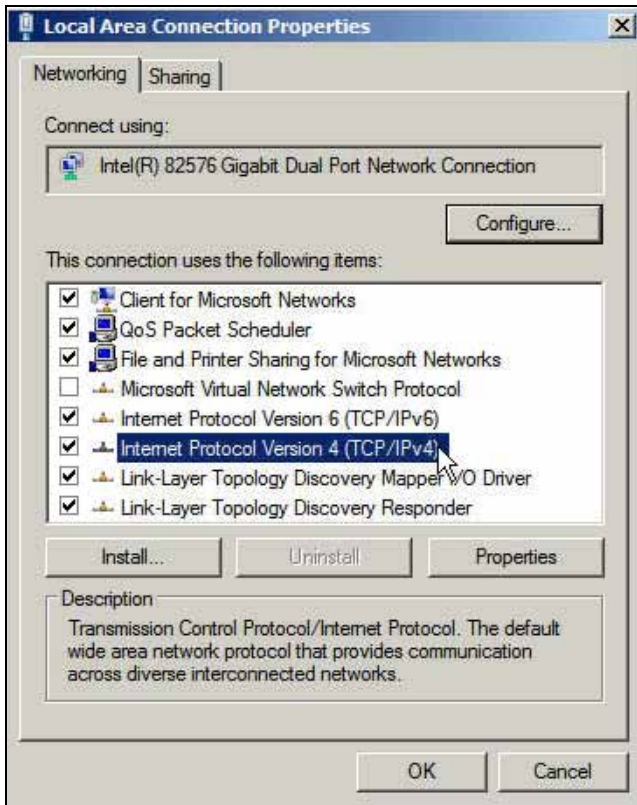 Local Area Connection Properties
Networking
Sharing
Connect using:
Intel(R) 82576 Gigabit Dual Port Network Connection
Configure...
This connection uses the following items:
Client for Microsoft Networks
QoS Packet Scheduler
File and Printer Sharing for Microsoft Networks
Microsoft Virtual Network Switch Protocol
Internet Protocol Version 6 (TCP/IPv6)
Internet Protocol Version 4 (TCP/IPv4)
Link-Layer Topology Discovery Mapper I/O Driver
Link-Layer Topology Discovery Responder
Install...
Uninstall
Properties
Description
Transmission Control Protocol/Internet Protocol. The default
wide area network protocol that provides communication
across diverse interconnected networks.
OK
Cancel